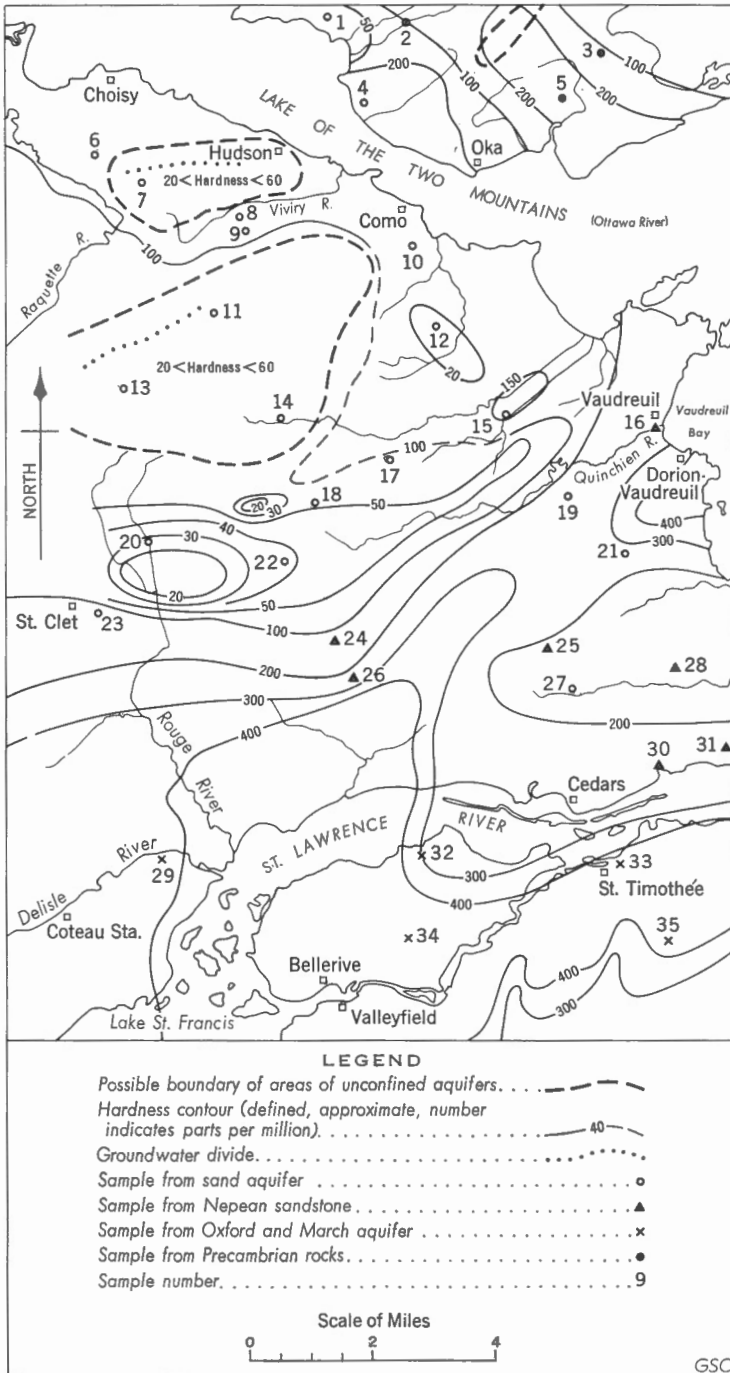 1
50
2
3
Choisy
LAKE OF THE TWO MOUNTAINS
4
200
100
5
200
200
100
6
Hudson
Oka
20 < Hardness < 60
7
Viviry R.
8
9
Como
(Ottawa River)
100
10
Raquette R.
11
12
20
20 < Hardness < 60
13
14
150
15
Vaudreuil
16
Vaudreuil Bay
NORTH
100
17
Quinchien R.
Dorion-
Vaudreuil
18
50
20
30
19
40
400
300
20
30
22
21
20
50
St. Clet
23
100
24
25
200
26
28
27
300
200
400
Rouge River
30
31
Cedars
ST. LAWRENCE RIVER
Delisle River
29
32
33
300
St. Timothée
400
Coteau Sta.
34
35
Bellerive
400
300
Valleyfield
Lake St. Francis
LEGEND
Possible boundary of areas of unconfined aquifers
Hardness contour (defined, approximate, number
indicates parts per million) 40
Groundwater divide
Sample from sand aquifer
Sample from Nepean sandstone
Sample from Oxford and March aquifer
Sample from Precambrian rocks
Sample number 9
Scale of Miles
0 2 4
GSC